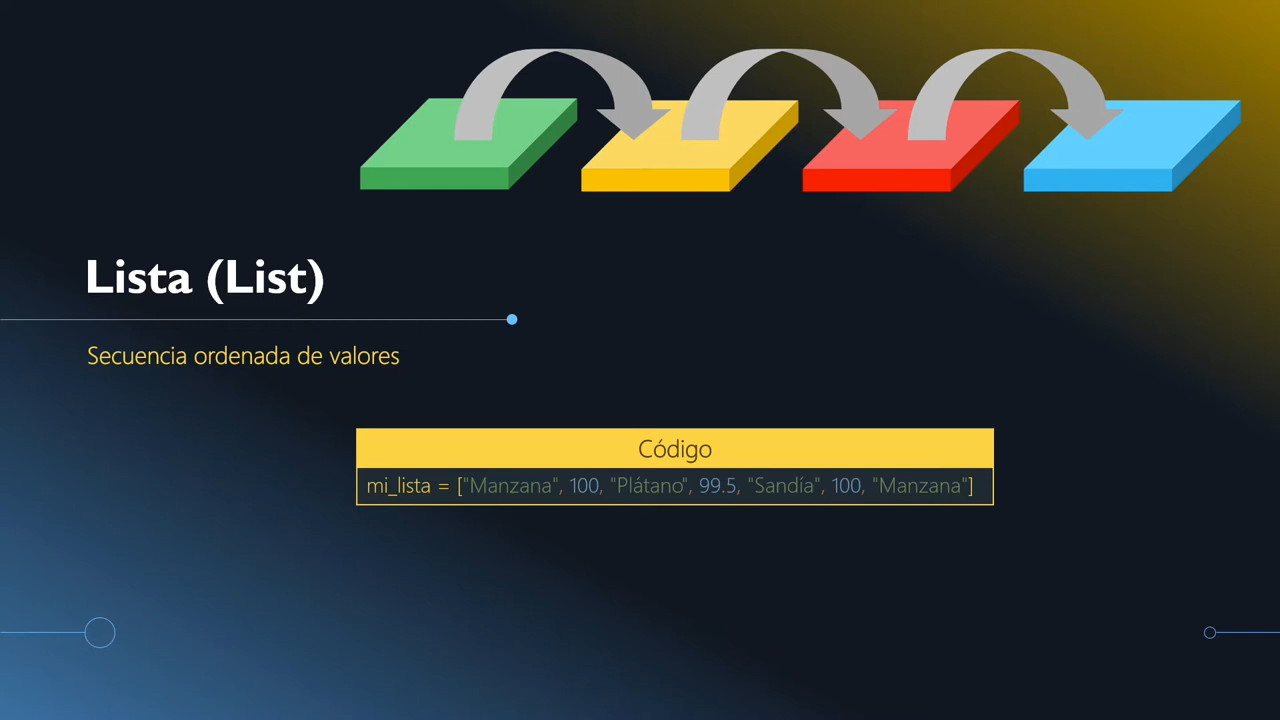 Lista (List)
Secuencia ordenada de valores
Código
mi_lista = ["Manzana", 100, "Plátano", 99.5, "Sandía", 100, "Manzana"]